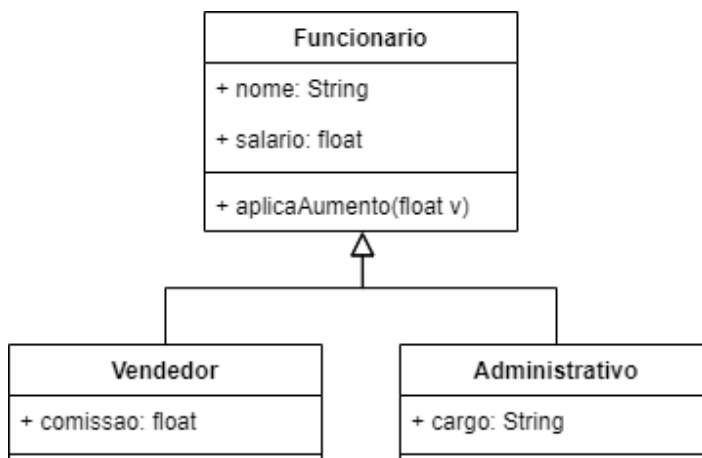 Funcionario
+ nome: String
+ salario: float
+ aplicaAumento(float v)
Vendedor
+ comissao: float
Administrativo
+ cargo: String